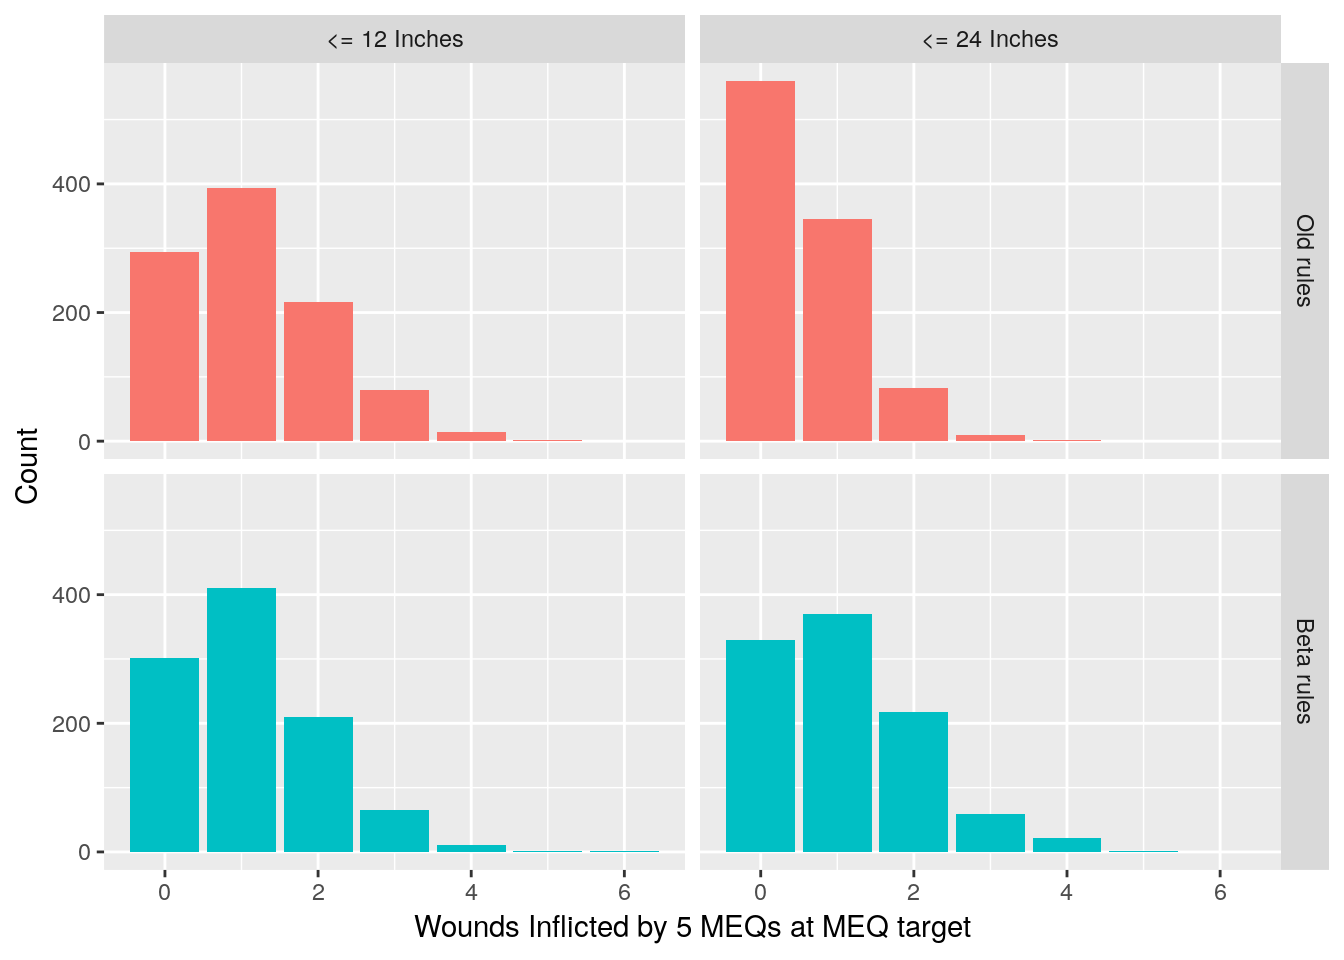 <= 12 Inches
<= 24 Inches
Old rules
400
200
0
Count
Beta rules
400
200
0
0 2 4 6
0 2 4 6
Wounds Inflicted by 5 MEQs at MEQ target